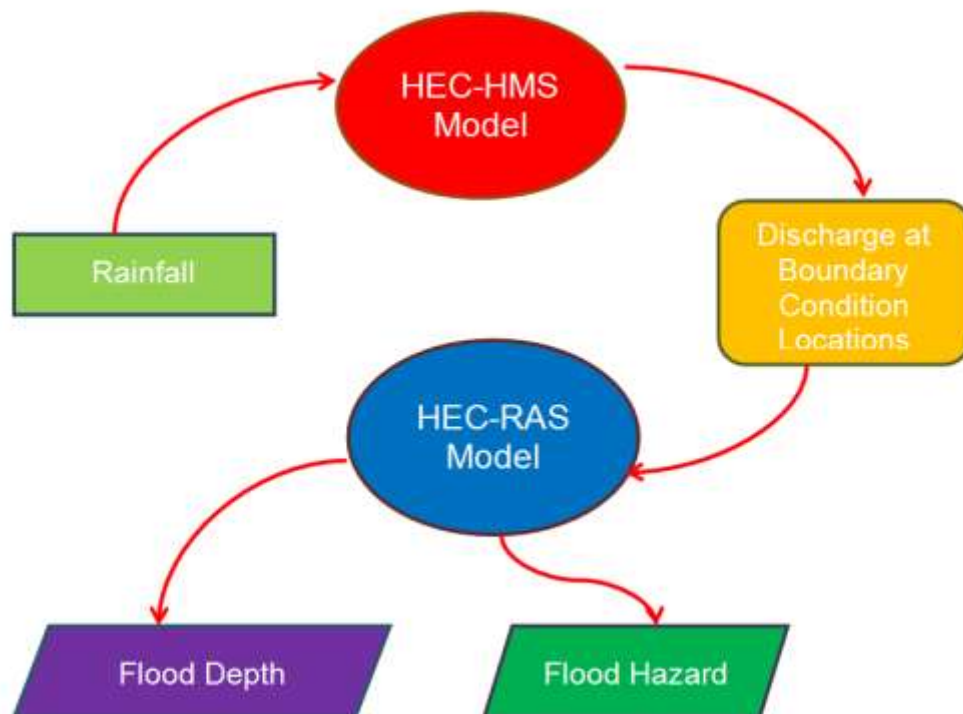 HEC-HMS
Model
Rainfall
Discharge at
Boundary
Condition
Locations
HEC-RAS
Model
Flood Depth
Flood Hazard